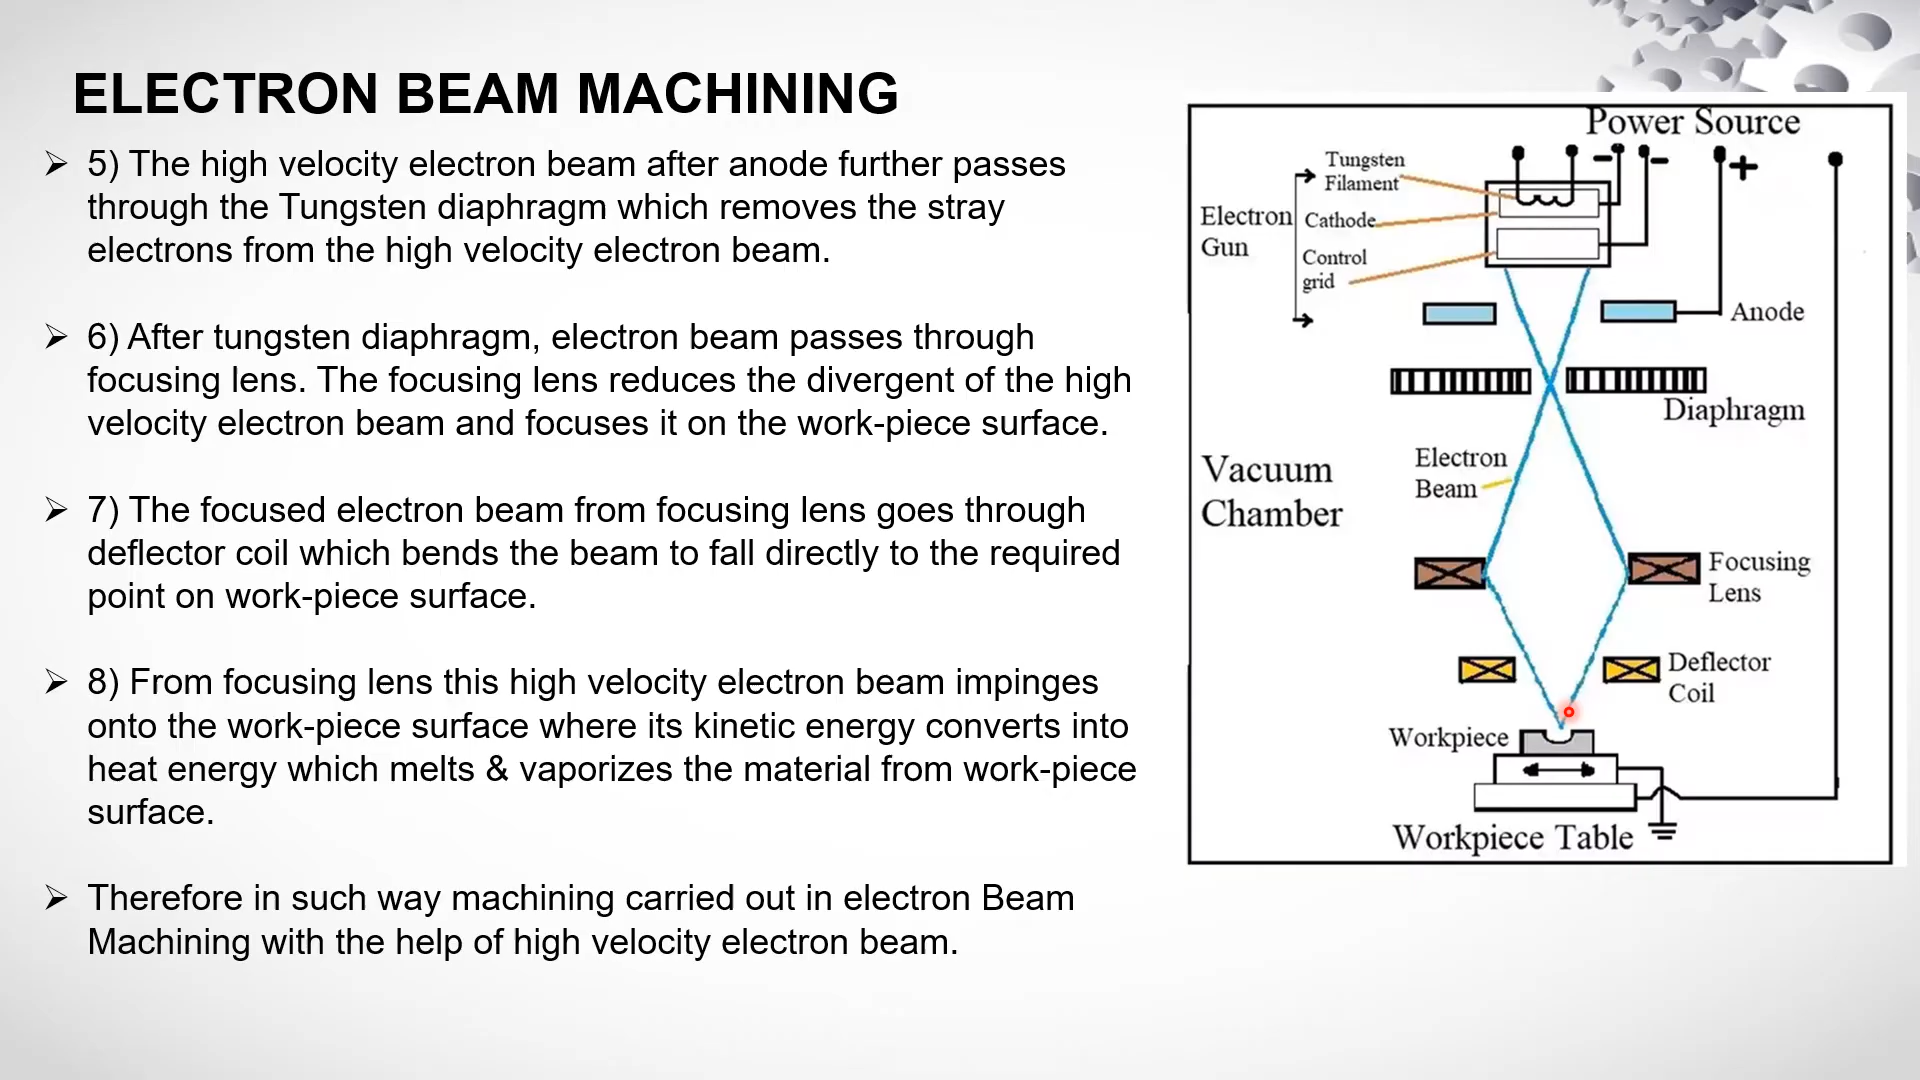 ELECTRON BEAM MACHINING
➢ 5) The high velocity electron beam after anode further passes
through the Tungsten diaphragm which removes the stray
electrons from the high velocity electron beam.
➢ 6) After tungsten diaphragm, electron beam passes through
focusing lens. The focusing lens reduces the divergent of the high
velocity electron beam and focuses it on the work-piece surface.
➢ 7) The focused electron beam from focusing lens goes through
deflector coil which bends the beam to fall directly to the required
point on work-piece surface.
➢ 8) From focusing lens this high velocity electron beam impinges
onto the work-piece surface where its kinetic energy converts into
heat energy which melts & vaporizes the material from work-piece
surface.
➢ Therefore in such way machining carried out in electron Beam
Machining with the help of high velocity electron beam.
Power Source
Tungsten
Filament
− − +
Electron
Gun
Cathode
Control
grid
Anode
Diaphragm
Electron
Beam
Vacuum
Chamber
Focusing
Lens
Deflector
Coil
Workpiece
Workpiece Table